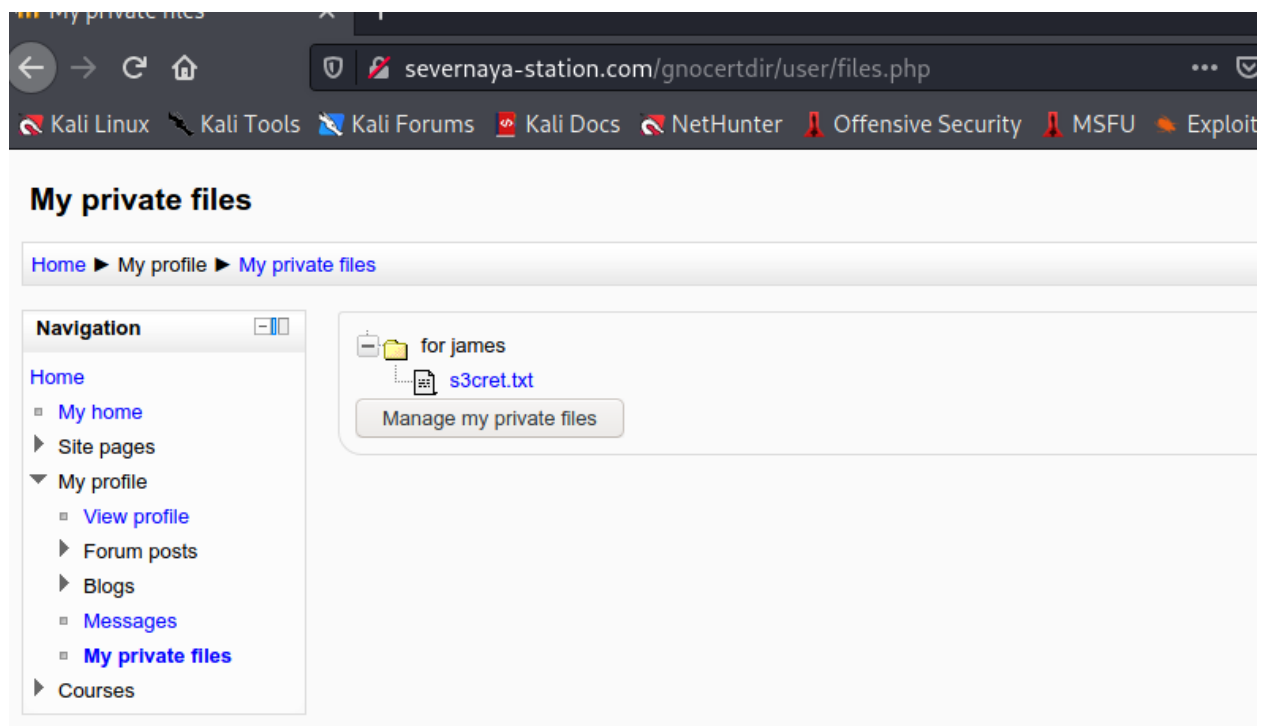 My private files
severnaya-station.com/gnocertdir/user/files.php
Kali Linux Kali Tools Kali Forums Kali Docs NetHunter Offensive Security MSFU Exploit
My private files
Home ► My profile ► My private files
Navigation
for james
s3cret.txt
Manage my private files
Home
My home
Site pages
My profile
View profile
Forum posts
Blogs
Messages
My private files
Courses